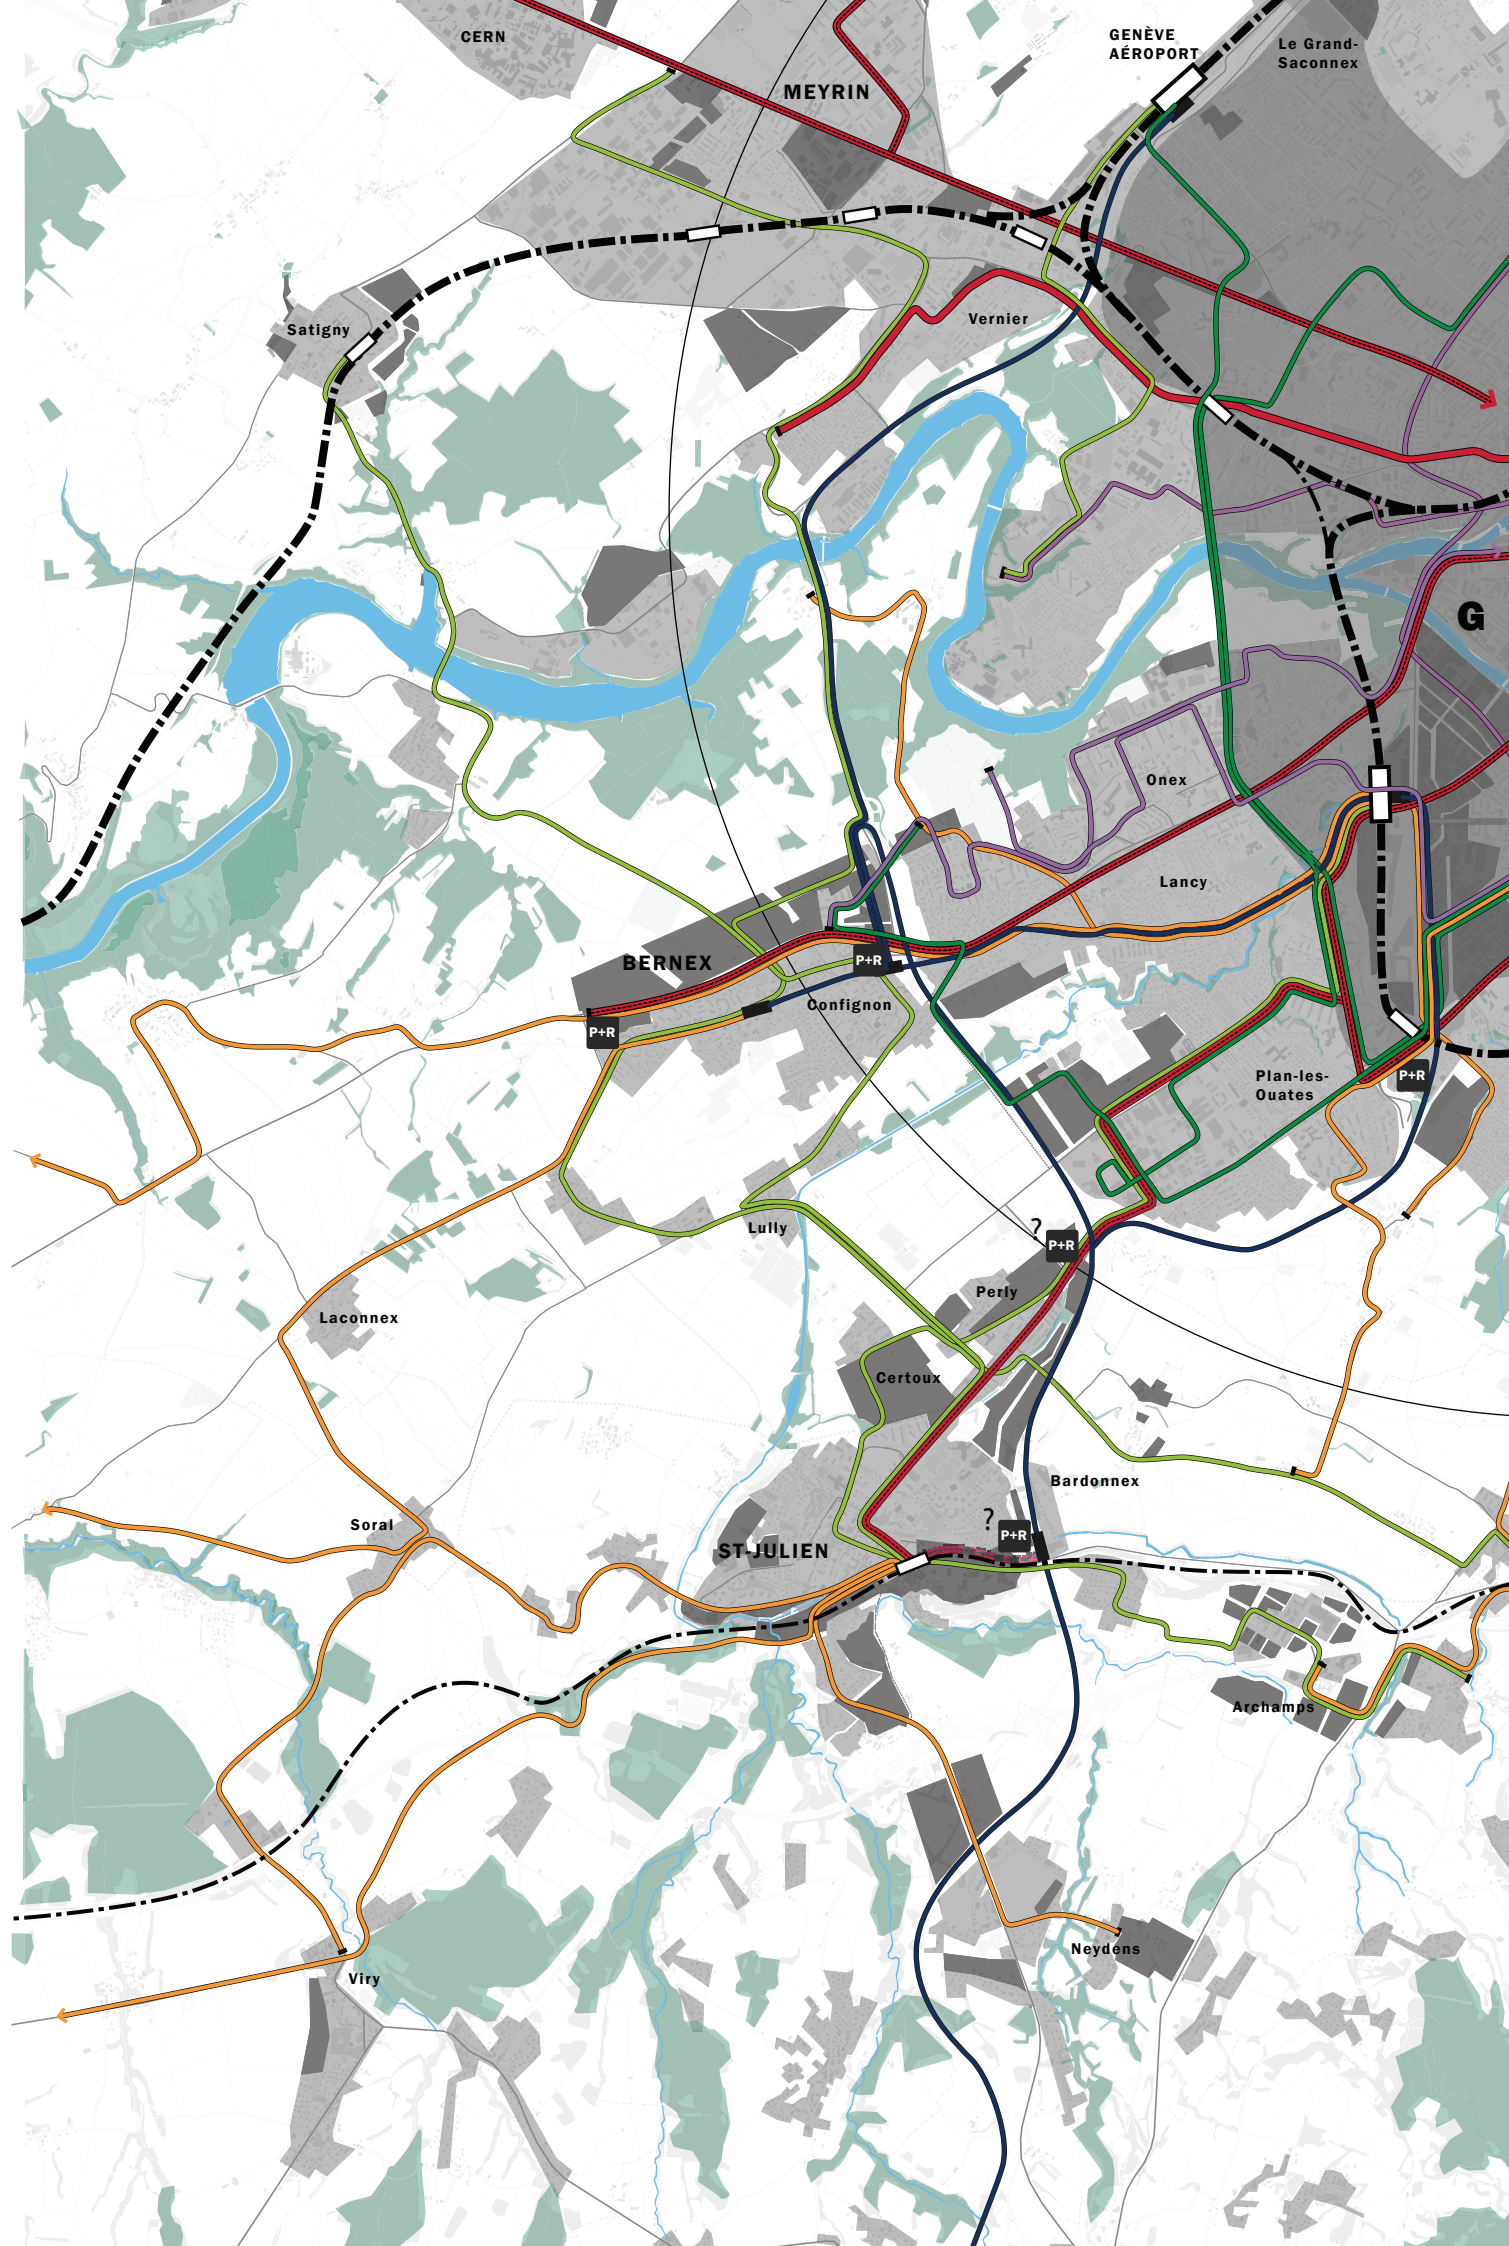 CERN
GENÈVE
AÉROPORT
Le Grand-
Saconnex
MEYRIN
Satigny
Vernier
G
Onex
Lancy
BERNEX
P+R
Confignon
P+R
Plan-les-
Ouates
P+R
Lully
?
P+R
Perly
Laconnex
Certoux
Bardonnex
Soral
?
P+R
ST-JULIEN
Archamps
Neydens
Viry